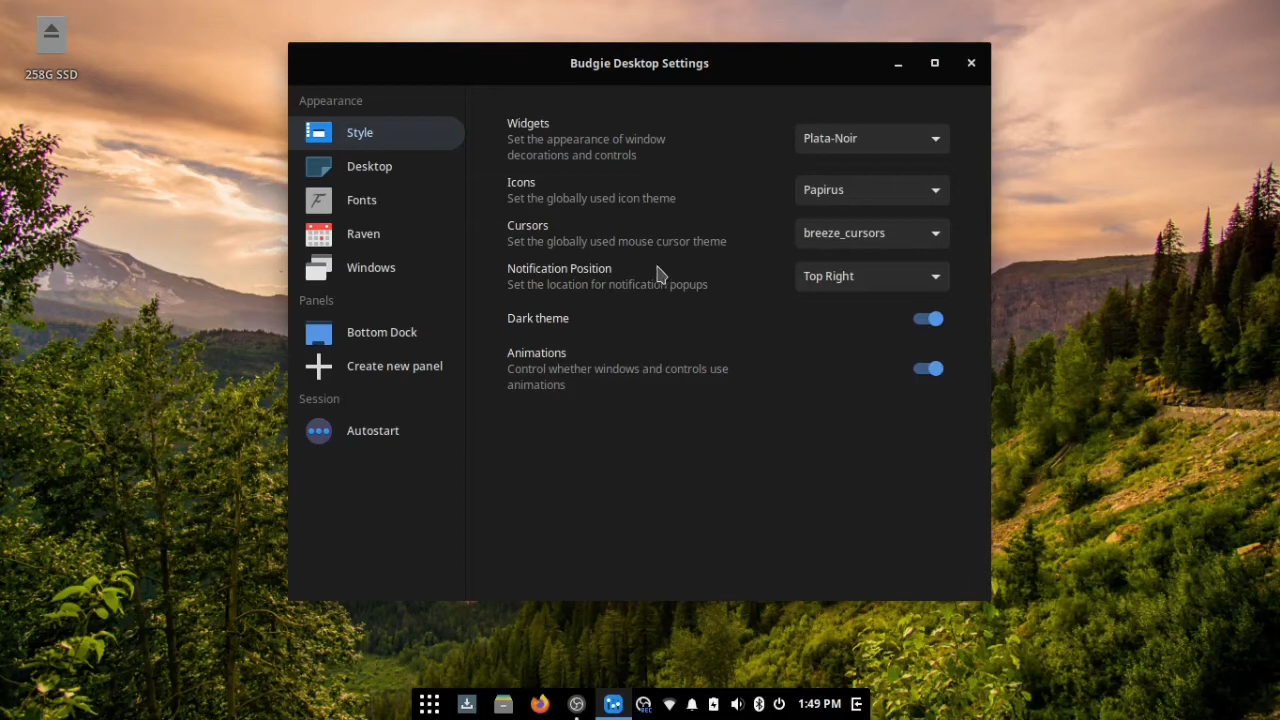 258G SSD
Budgie Desktop Settings
Appearance
Style
Desktop
Fonts
Raven
Windows
Panels
Bottom Dock
Create new panel
Session
Autostart
Widgets
Set the appearance of window
decorations and controls
Plata-Noir
Icons
Set the globally used icon theme
Papirus
Cursors
Set the globally used mouse cursor theme
breeze_cursors
Notification Position
Set the location for notification popups
Top Right
Dark theme
Animations
Control whether windows and controls use
animations
REC
1:49 PM